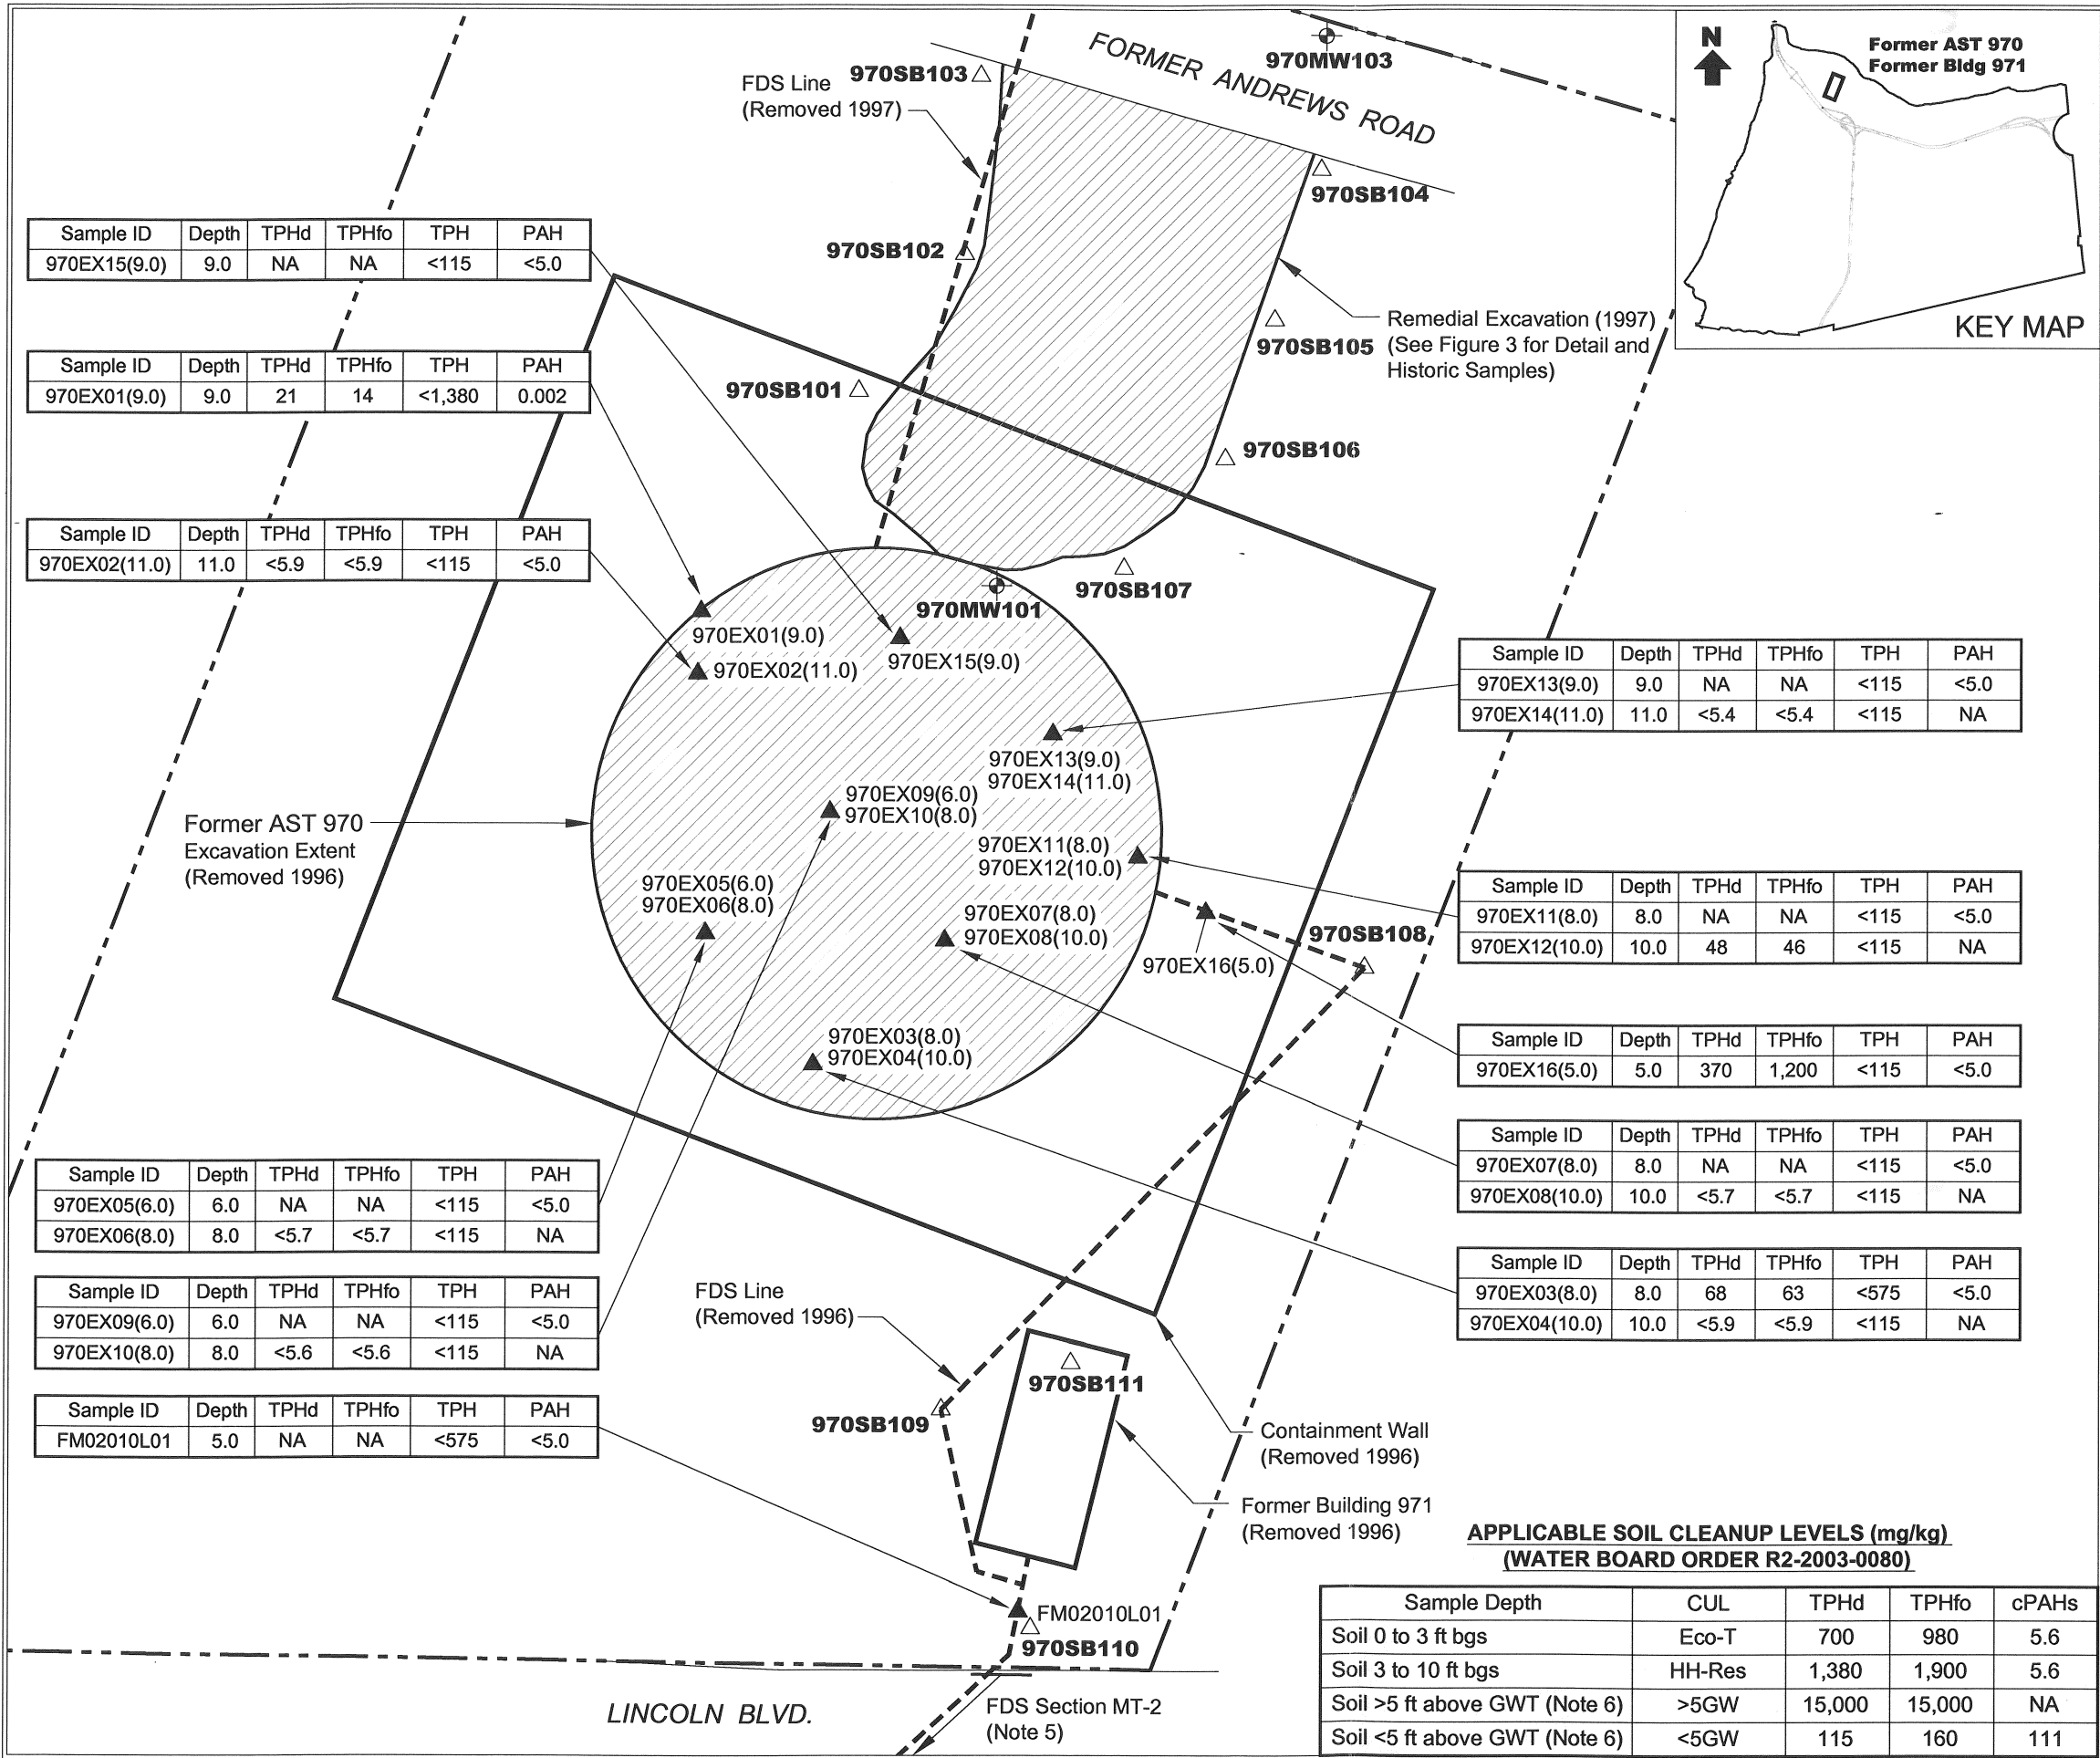 FORMER ANDREWS ROAD
970MW103
970SB103
FDS Line
(Removed 1997)
970SB104
970SB102
N
Former AST 970
Former Bldg 971
KEY MAP
Sample ID Depth TPHd TPHfo TPH PAH
970EX15(9.0) 9.0 NA NA <115 <5.0
Sample ID Depth TPHd TPHfo TPH PAH
970EX01(9.0) 9.0 21 14 <1,380 0.002
Sample ID Depth TPHd TPHfo TPH PAH
970EX02(11.0) 11.0 <5.9 <5.9 <115 <5.0
Remedial Excavation (1997)
(See Figure 3 for Detail and
Historic Samples)
970SB105
970SB101
970SB106
970SB107
970MW101
970EX01(9.0)
970EX15(9.0)
970EX02(11.0)
970EX13(9.0)
970EX14(11.0)
970EX09(6.0)
970EX10(8.0)
970EX11(8.0)
970EX12(10.0)
970EX05(6.0)
970EX06(8.0)
970EX07(8.0)
970EX08(10.0)
970EX16(5.0)
970SB108
970EX03(8.0)
970EX04(10.0)
Former AST 970
Excavation Extent
(Removed 1996)
Sample ID Depth TPHd TPHfo TPH PAH
970EX13(9.0) 9.0 NA NA <115 <5.0
970EX14(11.0) 11.0 <5.4 <5.4 <115 NA
Sample ID Depth TPHd TPHfo TPH PAH
970EX11(8.0) 8.0 NA NA <115 <5.0
970EX12(10.0) 10.0 48 46 <115 NA
Sample ID Depth TPHd TPHfo TPH PAH
970EX16(5.0) 5.0 370 1,200 <115 <5.0
Sample ID Depth TPHd TPHfo TPH PAH
970EX07(8.0) 8.0 NA NA <115 <5.0
970EX08(10.0) 10.0 <5.7 <5.7 <115 NA
Sample ID Depth TPHd TPHfo TPH PAH
970EX03(8.0) 8.0 68 63 <575 <5.0
970EX04(10.0) 10.0 <5.9 <5.9 <115 NA
Sample ID Depth TPHd TPHfo TPH PAH
970EX05(6.0) 6.0 NA NA <115 <5.0
970EX06(8.0) 8.0 <5.7 <5.7 <115 NA
Sample ID Depth TPHd TPHfo TPH PAH
970EX09(6.0) 6.0 NA NA <115 <5.0
970EX10(8.0) 8.0 <5.6 <5.6 <115 NA
Sample ID Depth TPHd TPHfo TPH PAH
FM02010L01 5.0 NA NA <575 <5.0
FDS Line
(Removed 1996)
970SB111
970SB109
Containment Wall
(Removed 1996)
Former Building 971
(Removed 1996)
FM02010L01
970SB110
LINCOLN BLVD.
FDS Section MT-2
(Note 5)
APPLICABLE SOIL CLEANUP LEVELS (mg/kg)
(WATER BOARD ORDER R2-2003-0080)
Sample Depth CUL TPHd TPHfo cPAHs
Soil 0 to 3 ft bgs Eco-T 700 980 5.6
Soil 3 to 10 ft bgs HH-Res 1,380 1,900 5.6
Soil >5 ft above GWT (Note 6) >5GW 15,000 15,000 NA
Soil <5 ft above GWT (Note 6) <5GW 115 160 111